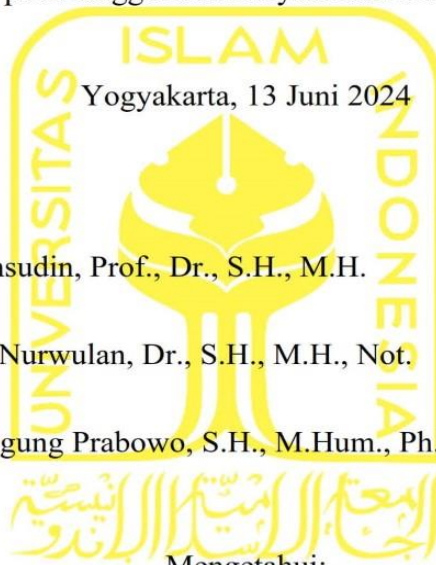 ISLAM
UNIVERSITAS
INDONESIA
Yogyakarta, 13 Juni 2024
sudin, Prof., Dr., S.H., M.H.
Nurwulan, Dr., S.H., M.H., Not.
gung Prabowo, S.H., M.Hum., Ph.
Mengetahui: